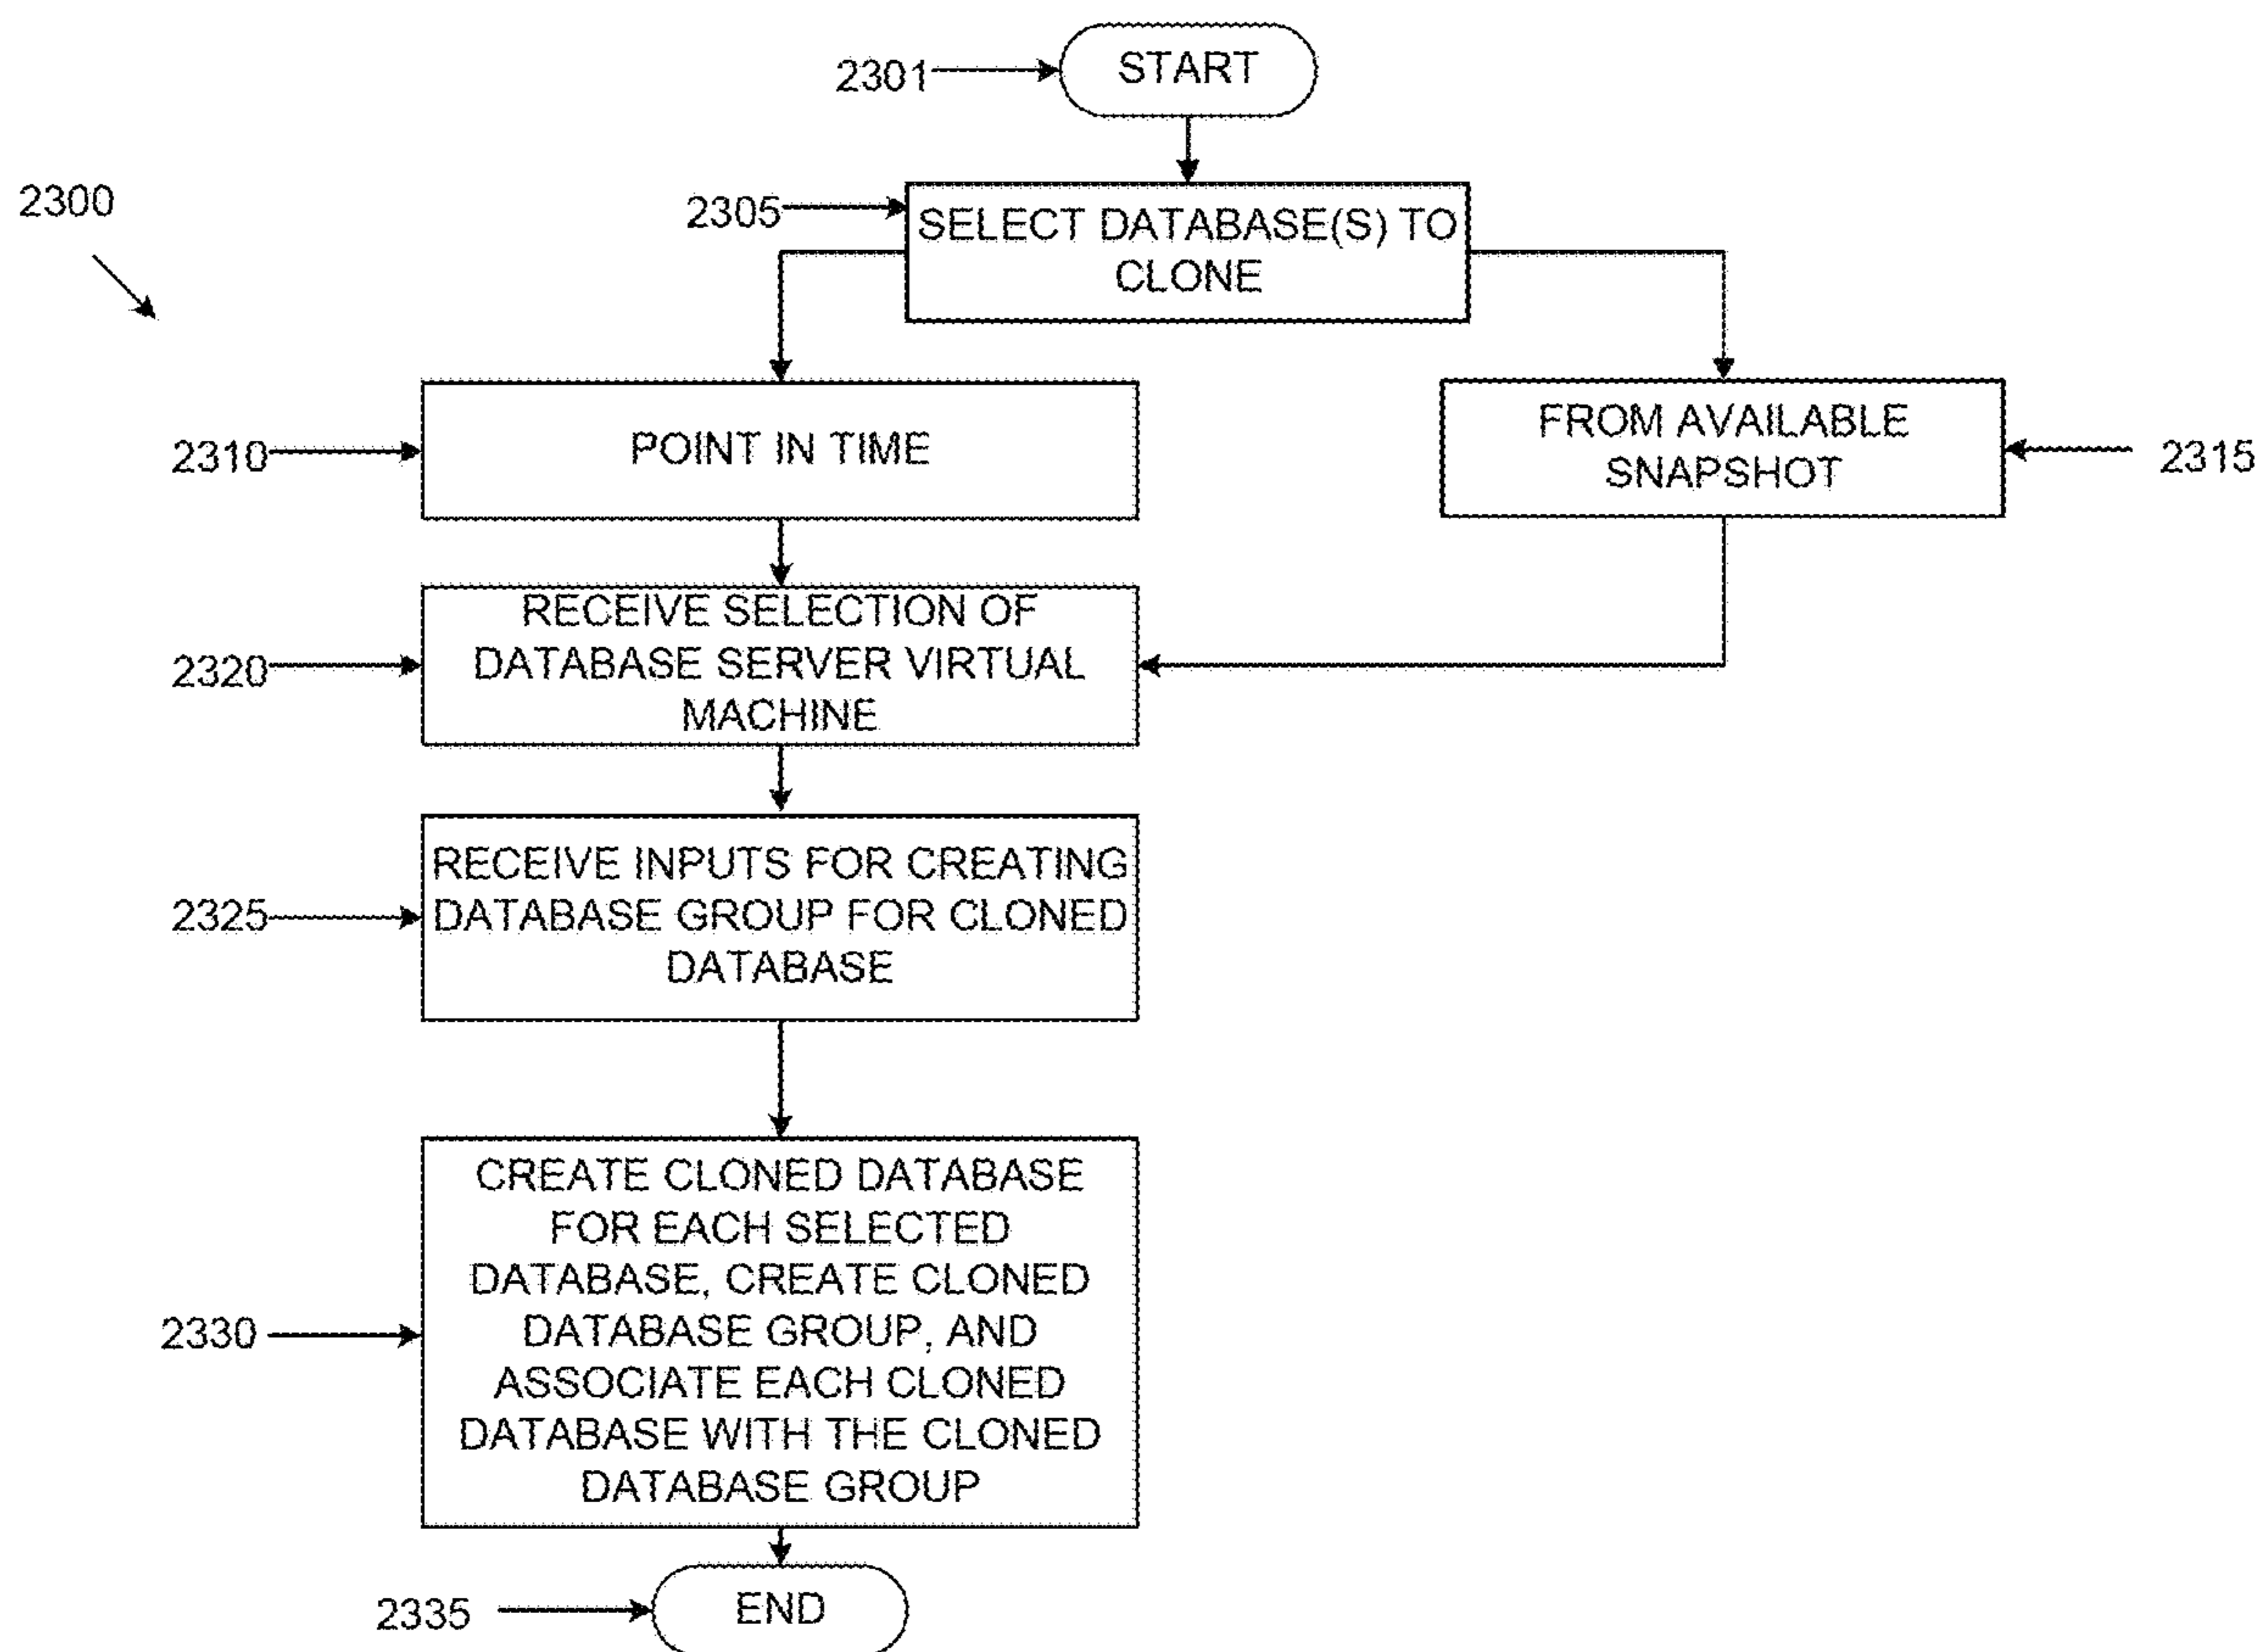 2301
START
2300
2305
SELECT DATABASE(S) TO
CLONE
2310
POINT IN TIME
FROM AVAILABLE
SNAPSHOT
2315
2320
RECEIVE SELECTION OF
DATABASE SERVER VIRTUAL
MACHINE
2325
RECEIVE INPUTS FOR CREATING
DATABASE GROUP FOR CLONED
DATABASE
2330
CREATE CLONED DATABASE
FOR EACH SELECTED
DATABASE, CREATE CLONED
DATABASE GROUP, AND
ASSOCIATE EACH CLONED
DATABASE WITH THE CLONED
DATABASE GROUP
2335
END